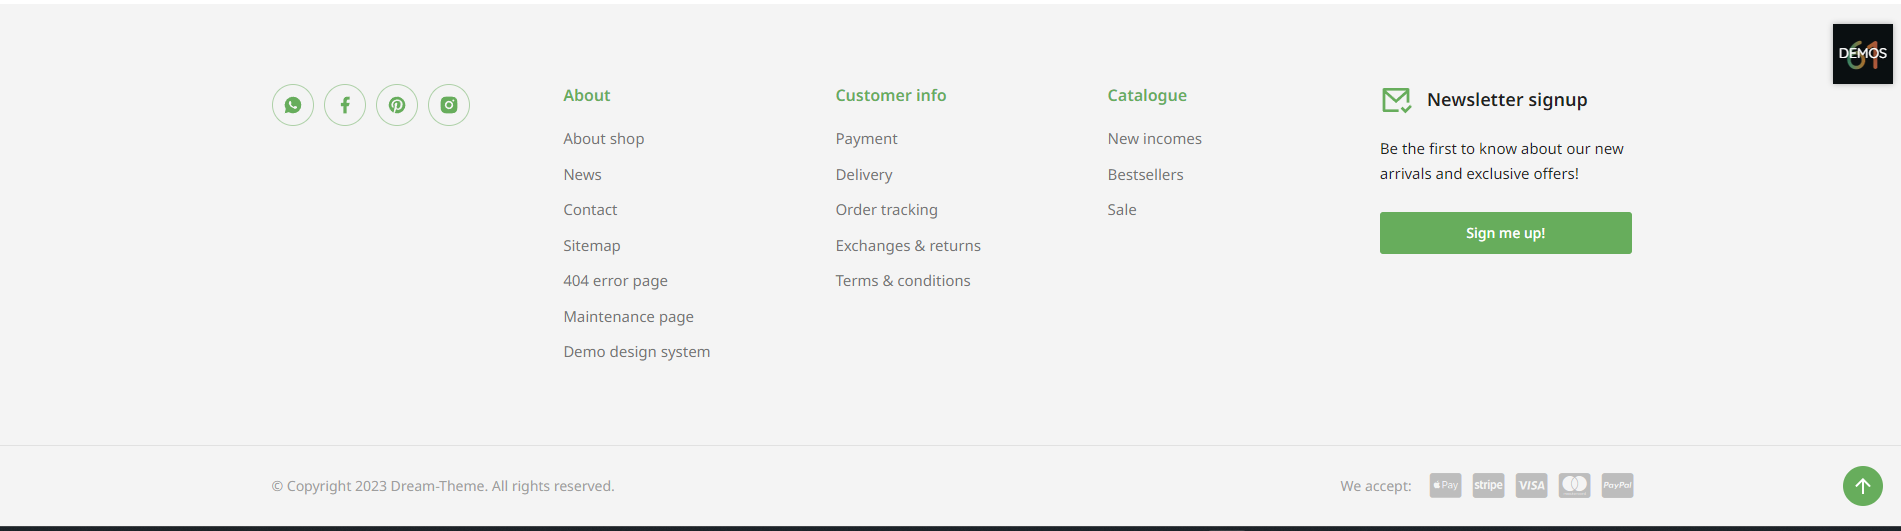 61
DEMOS
About
About shop
News
Contact
Sitemap
404 error page
Maintenance page
Demo design system
Customer info
Payment
Delivery
Order tracking
Exchanges & returns
Terms & conditions
Catalogue
New incomes
Bestsellers
Sale
Newsletter signup
Be the first to know about our new
arrivals and exclusive offers!
Sign me up!
© Copyright 2023 Dream-Theme. All rights reserved.
We accept: Pay stripe VISA PayPal